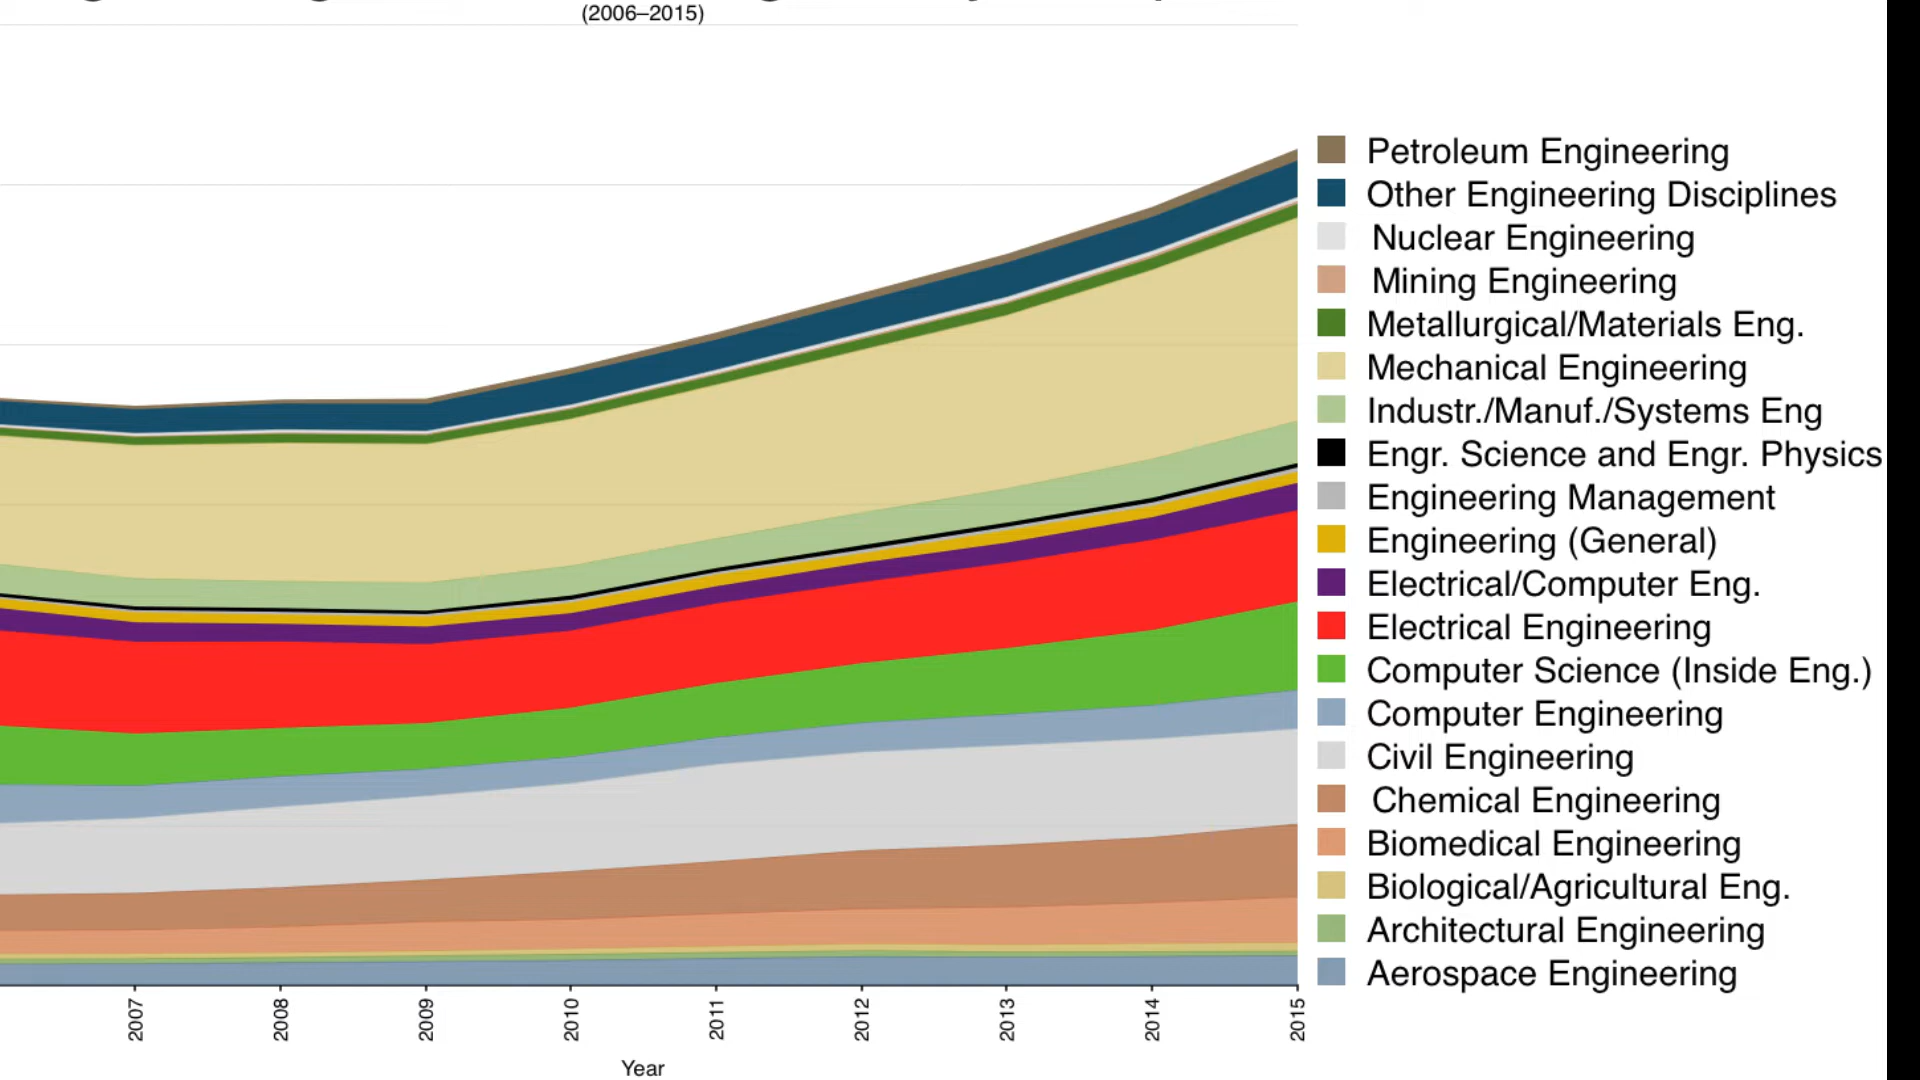 (2006–2015)
Petroleum Engineering
Other Engineering Disciplines
Nuclear Engineering
Mining Engineering
Metallurgical/Materials Eng.
Mechanical Engineering
Industr./Manuf./Systems Eng
Engr. Science and Engr. Physics
Engineering Management
Engineering (General)
Electrical/Computer Eng.
Electrical Engineering
Computer Science (Inside Eng.)
Computer Engineering
Civil Engineering
Chemical Engineering
Biomedical Engineering
Biological/Agricultural Eng.
Architectural Engineering
Aerospace Engineering
2007
2008
2009
2010
2011
2012
2013
2014
2015
Year